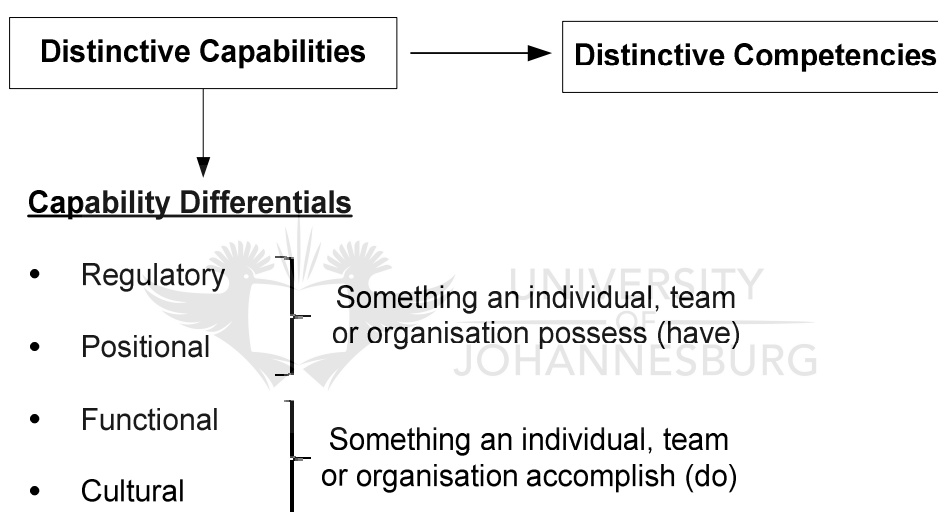 Distinctive Capabilities
Distinctive Competencies
Capability Differentials
• Regulatory
• Positional
Something an individual, team
or organisation possess (have)
UNIVERSITY
OF
JOHANNESBURG
• Functional
• Cultural
Something an individual, team
or organisation accomplish (do)